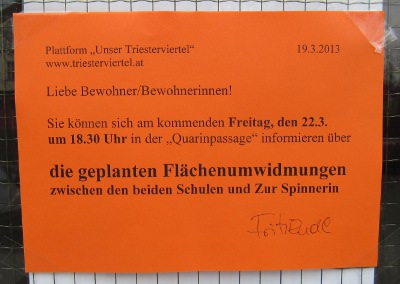 Plattform „Unser Triesterviertel“ 19.3.2013
www.triesterviertel.at
Liebe Bewohner/Bewohnerinnen!
Sie können sich am kommenden Freitag, den 22.3.
um 18.30 Uhr in der „Quarinpassage“ informieren über
die geplanten Flächenumwidmungen
zwischen den beiden Schulen und Zur Spinnerin